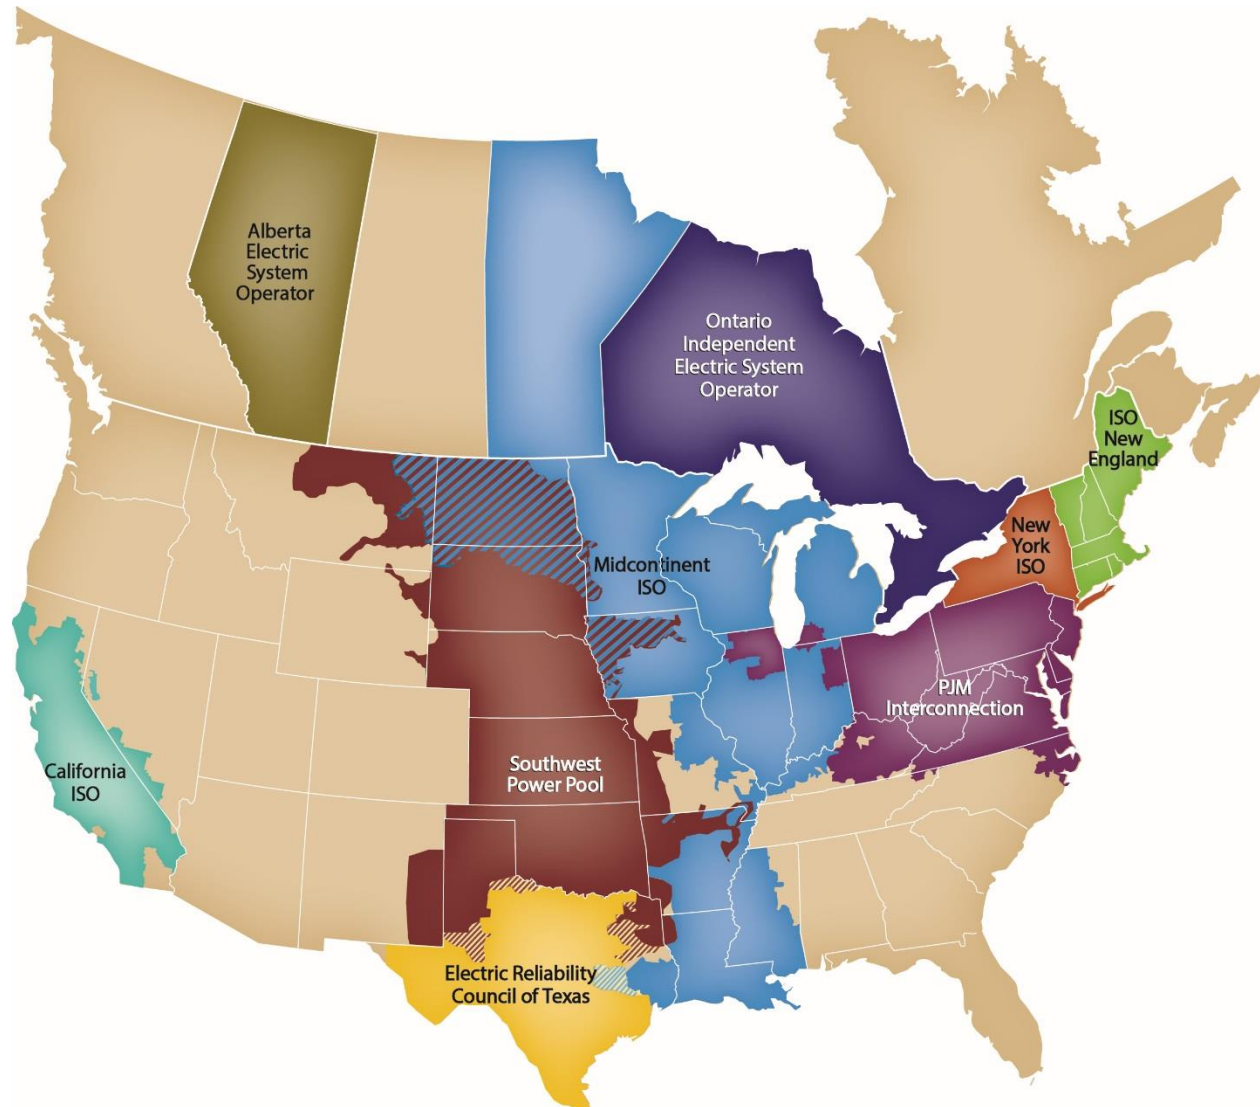 Alberta
Electric
System
Operator
Ontario
Independent
Electric System
Operator
ISO
New
England
New
York
ISO
Midcontinent
ISO
PJM
Interconnection
Southwest
Power Pool
California
ISO
Electric Reliability
Council of Texas